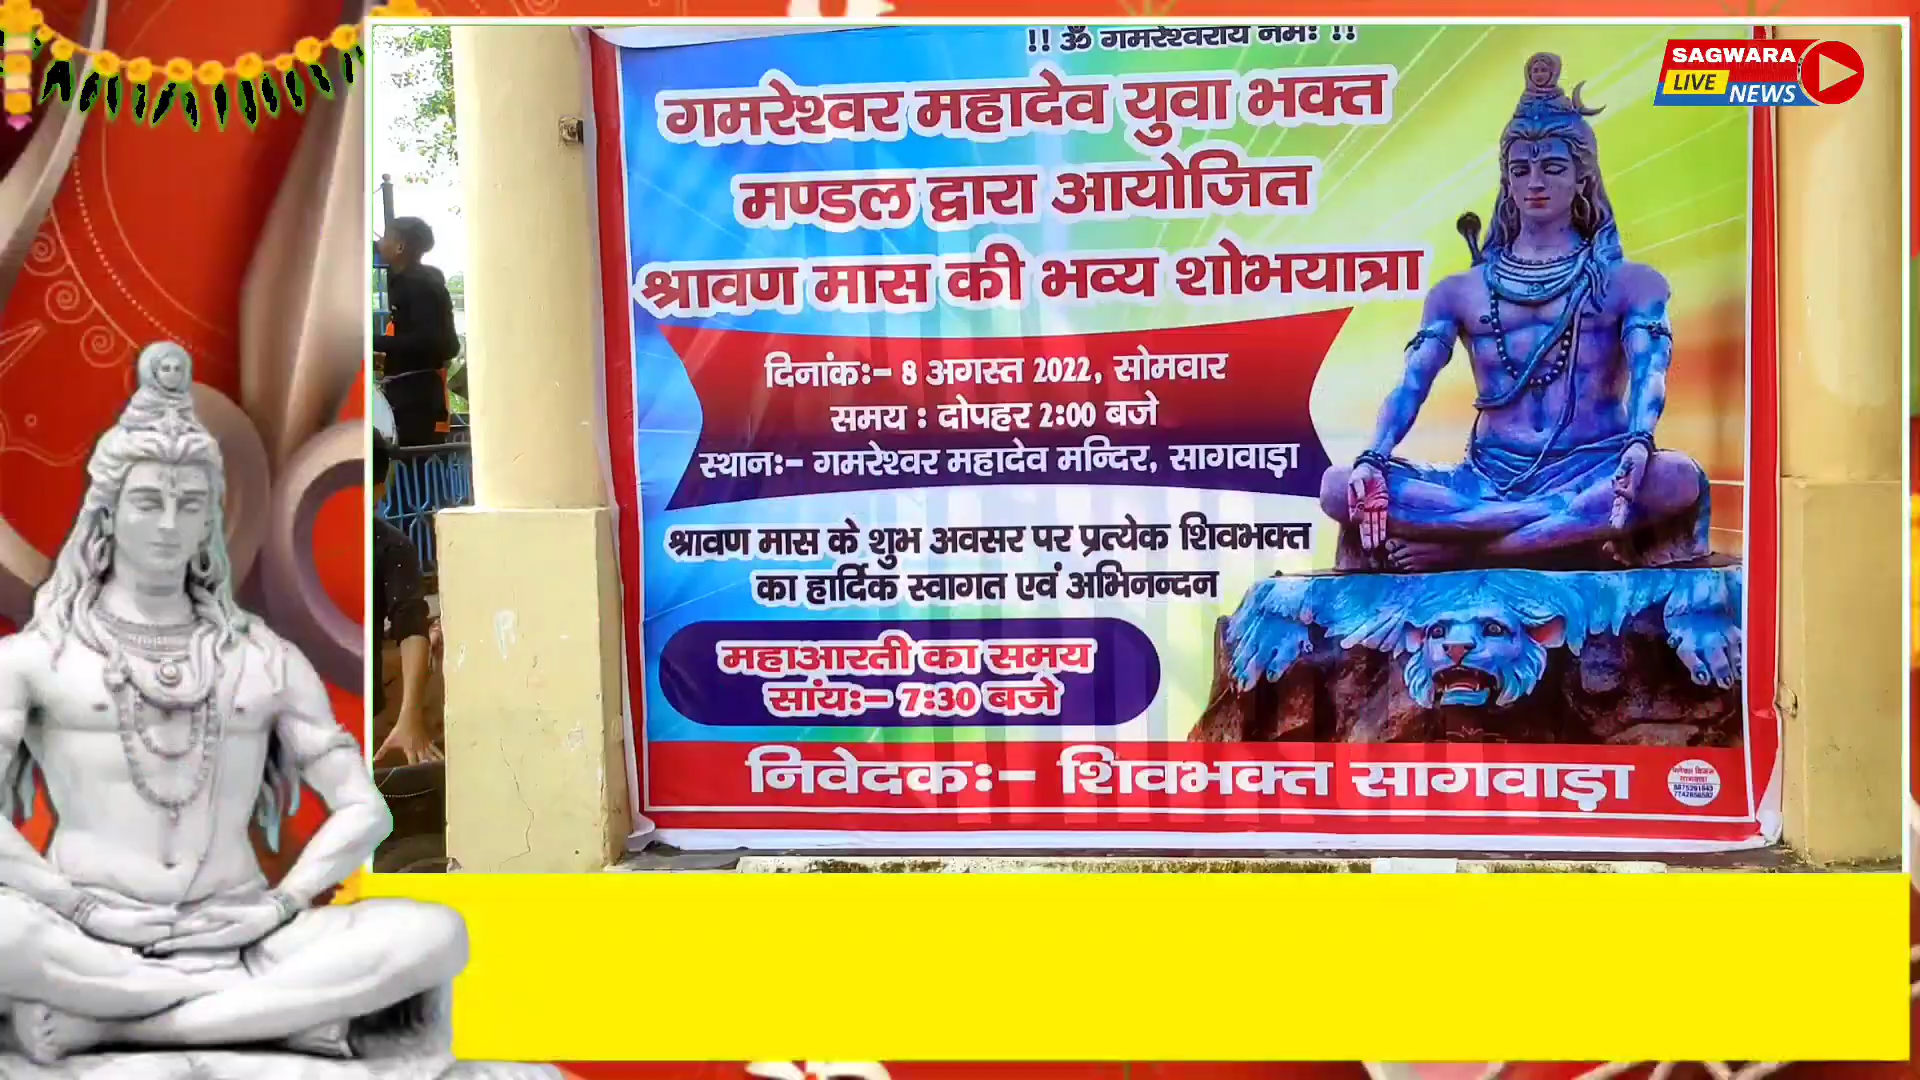 !! ॐ गमरेश्वराय नमः !!
SAGWARA
LIVE NEWS
गमरेश्वर महादेव युवा भक्त
मण्डल द्वारा आयोजित
श्रावण मास की भव्य शोभयात्रा
दिनांकः- 8 अगस्त 2022, सोमवार
समय : दोपहर 2:00 बजे
स्थानः- गमरेश्वर महादेव मन्दिर, सागवाड़ा
श्रावण मास के शुभ अवसर पर प्रत्येक शिवभक्त
का हार्दिक स्वागत एवं अभिनन्दन
महाआरती का समय
सांयः- 7:30 बजे
निवेदकः- शिवभक्त सागवाड़ा